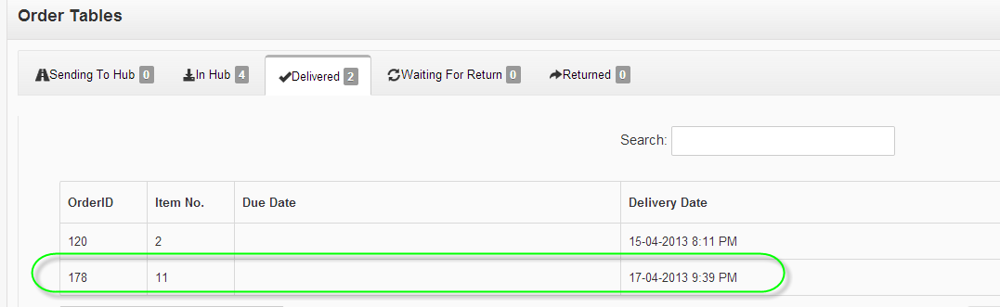 Order Tables
Sending To Hub 0 In Hub 4 Delivered 2 Waiting For Return 0 Returned 0
Search:
OrderID Item No. Due Date Delivery Date
120 2 15-04-2013 8:11 PM
178 11 17-04-2013 9:39 PM